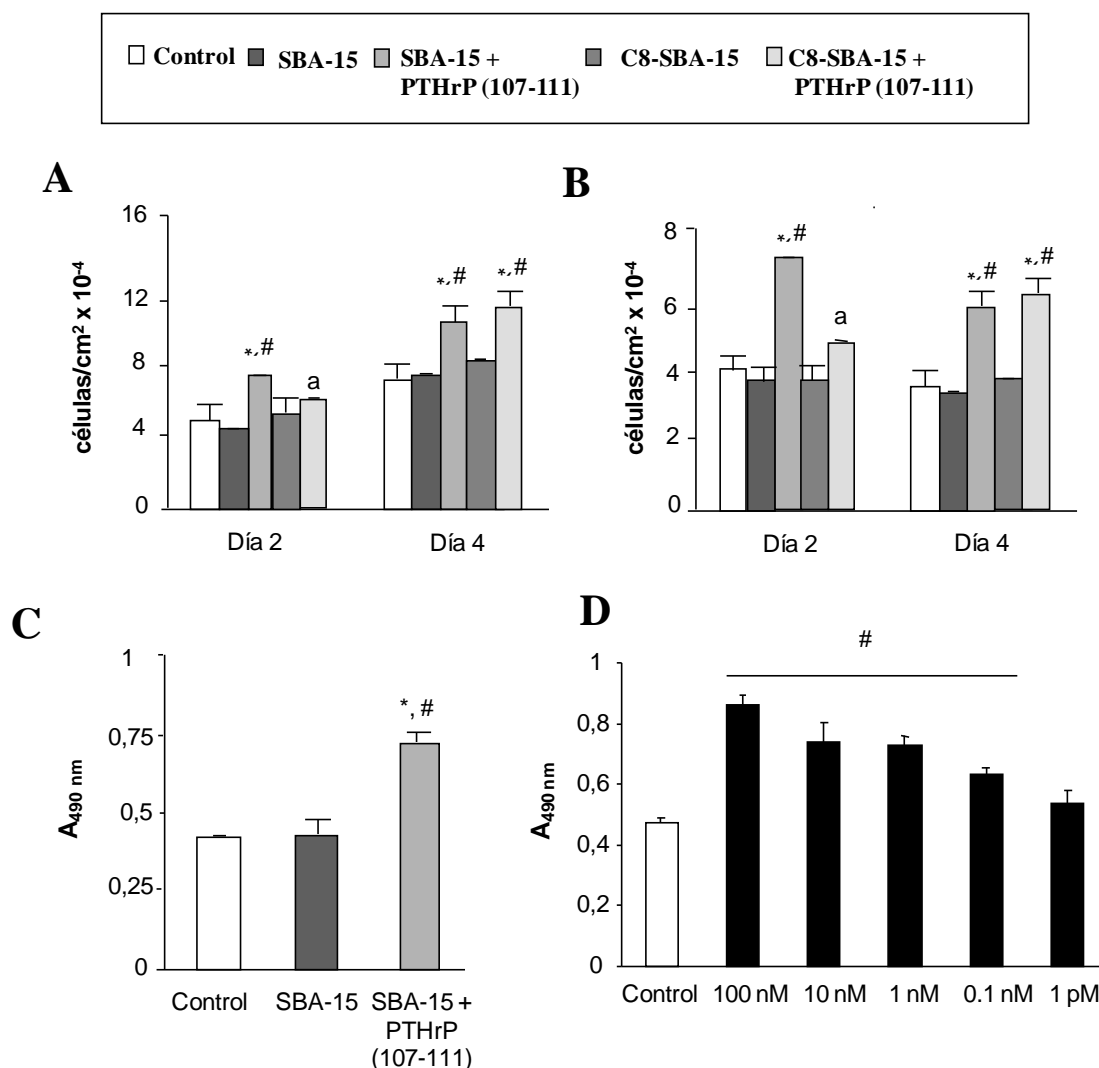 Control SBA-15 SBA-15 + C8-SBA-15 C8-SBA-15 +
PTHrP (107-111) PTHrP (107-111)
A
B
16
12
8
4
0
células/cm² x 10⁻⁴
*,#
a
*,#
*,#
Día 2
Día 4
8
6
4
2
0
células/cm² x 10⁻⁴
*,#
a
*,#
*,#
Día 2
Día 4
C
D
1
0,75
0,5
0,25
0
A490 nm
*, #
Control
SBA-15
SBA-15 +
PTHrP
(107-111)
1
0,8
0,6
0,4
0,2
0
A490 nm
#
Control
100 nM
10 nM
1 nM
0.1 nM
1 pM